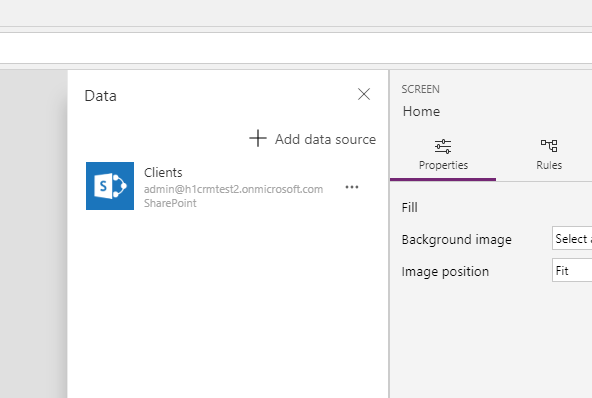 Data
Add data source
Clients
admin@h1crmtest2.onmicrosoft.com
SharePoint
SCREEN
Home
Properties
Rules
Fill
Background image
Select a
Image position
Fit